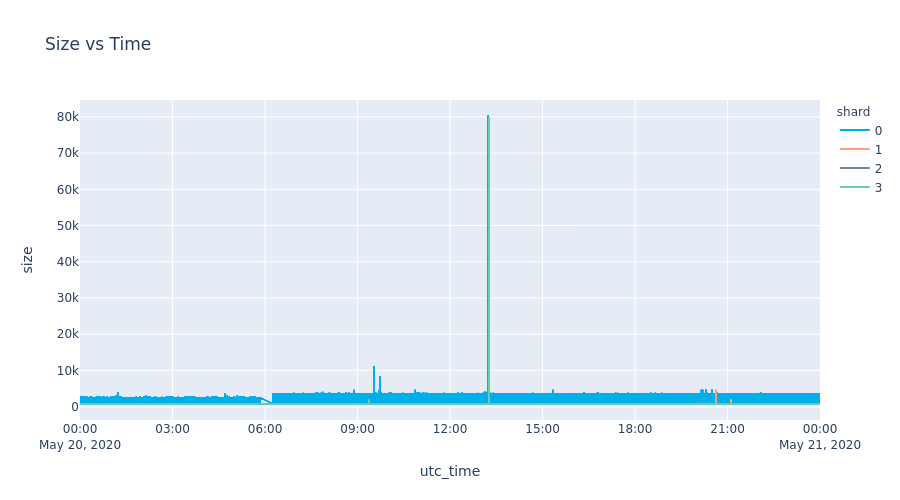 Size vs Time
shard
0
1
2
3
80k
70k
60k
50k
40k
30k
20k
10k
0
size
00:00 03:00 06:00 09:00 12:00 15:00 18:00 21:00 00:00
May 20, 2020 May 21, 2020
utc_time